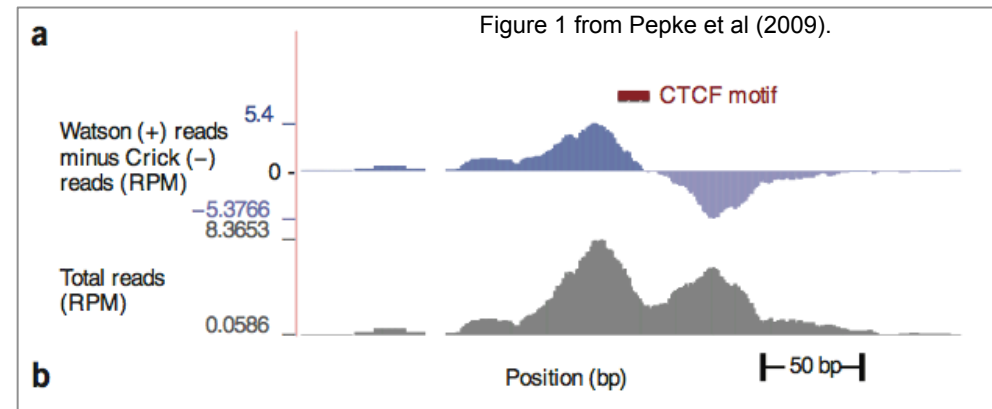 Figure 1 from Pepke et al (2009).
a
CTCF motif
5.4
Watson (+) reads
minus Crick (−)
reads (RPM)
0
−5.3766
8.3653
Total reads
(RPM)
0.0586
50 bp
b
Position (bp)